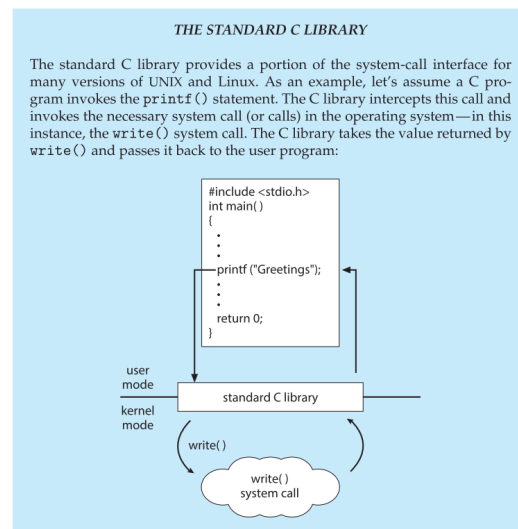 THE STANDARD C LIBRARY
The standard C library provides a portion of the system-call interface for
many versions of UNIX and Linux. As an example, let's assume a C pro-
gram invokes the printf() statement. The C library intercepts this call and
invokes the necessary system call (or calls) in the operating system—in this
instance, the write() system call. The C library takes the value returned by
write() and passes it back to the user program:
#include <stdio.h>
int main( )
{
•
•
•
printf ("Greetings");
•
•
•
return 0;
}
user
mode
standard C library
kernel
mode
write( )
write( )
system call